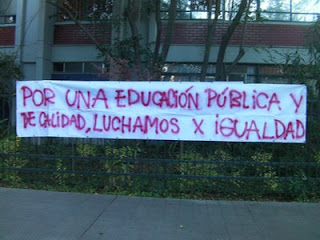 POR UNA EDUCACIÓN PÚBLICA Y
DE CALIDAD, LUCHAMOS X IGUALDAD